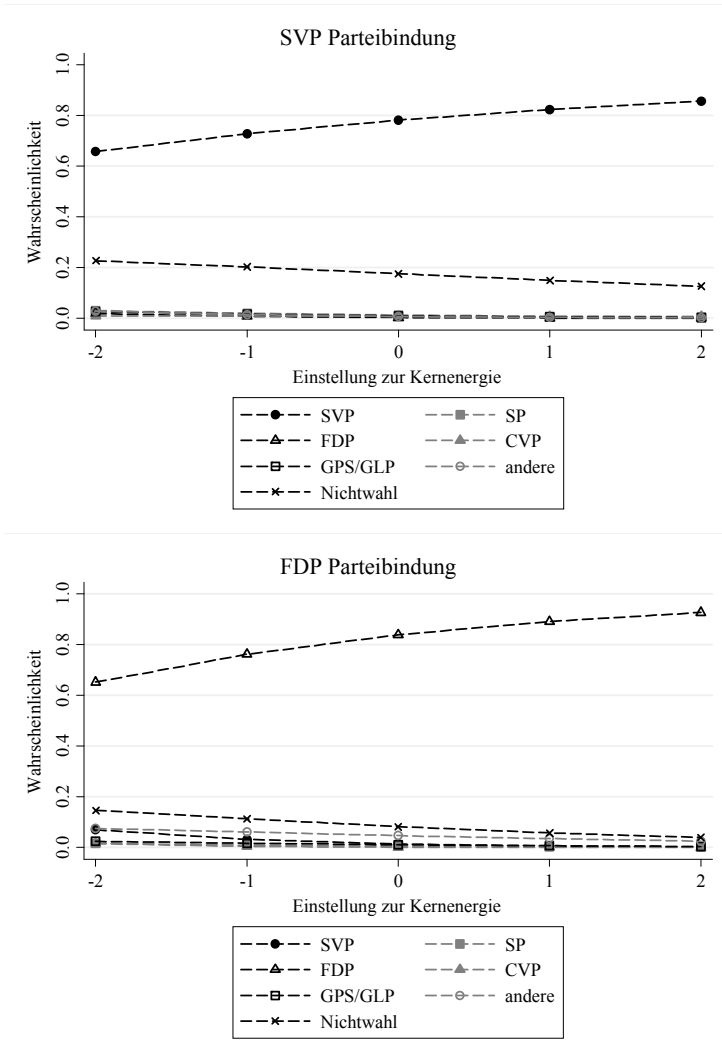 SVP Parteibindung
Wahrscheinlichkeit
1.0
0.8
0.6
0.4
0.2
0.0
-2 -1 0 1 2
Einstellung zur Kernenergie
SVP SP
FDP CVP
GPS/GLP andere
Nichtwahl
FDP Parteibindung
Wahrscheinlichkeit
1.0
0.8
0.6
0.4
0.2
0.0
-2 -1 0 1 2
Einstellung zur Kernenergie
SVP SP
FDP CVP
GPS/GLP andere
Nichtwahl